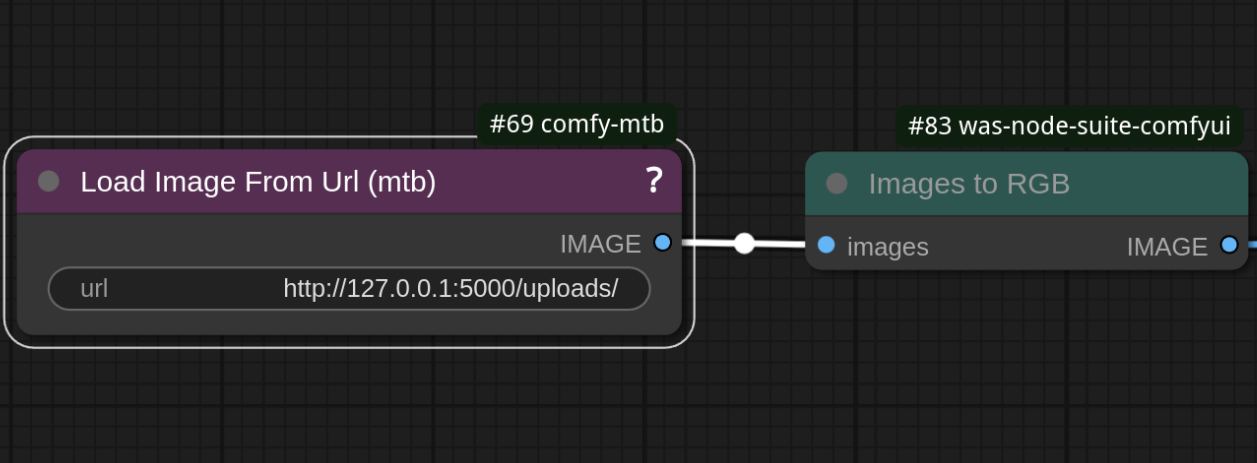 #69 comfy-mtb
#83 was-node-suite-comfyui
Load Image From Url (mtb)
?
Images to RGB
IMAGE
images
IMAGE
url
http://127.0.0.1:5000/uploads/